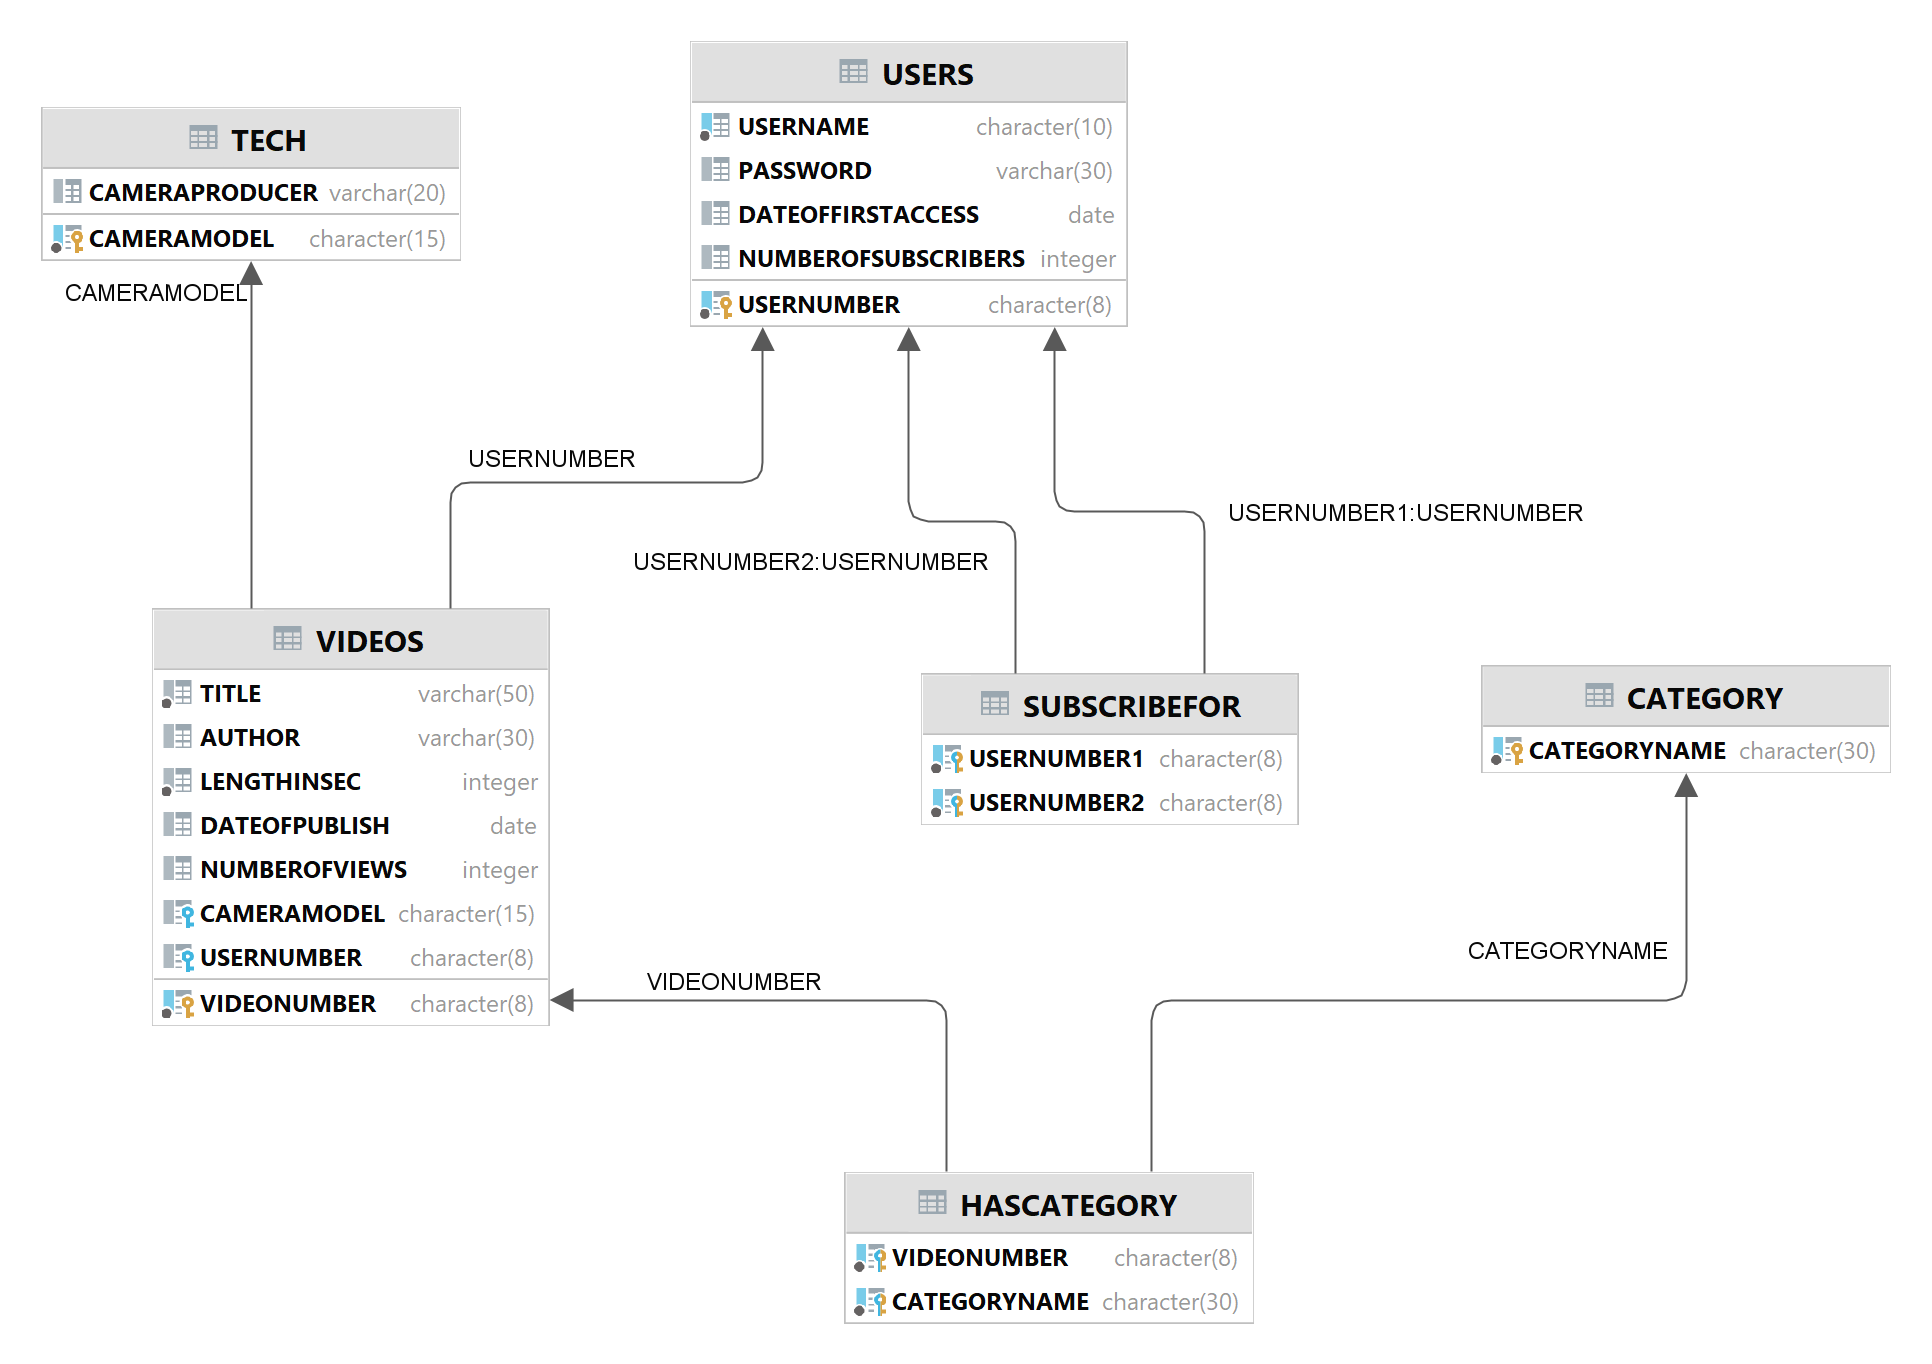 USERS
USERNAME character(10)
PASSWORD varchar(30)
DATEOFFIRSTACCESS date
NUMBEROFSUBSCRIBERS integer
USERNUMBER character(8)
TECH
CAMERAPRODUCER varchar(20)
CAMERAMODEL character(15)
CAMERAMODEL
USERNUMBER
USERNUMBER1:USERNUMBER
USERNUMBER2:USERNUMBER
VIDEOS
TITLE varchar(50)
AUTHOR varchar(30)
LENGTHINSEC integer
DATEOFPUBLISH date
NUMBEROFVIEWS integer
CAMERAMODEL character(15)
USERNUMBER character(8)
VIDEONUMBER character(8)
SUBSCRIBEFOR
USERNUMBER1 character(8)
USERNUMBER2 character(8)
CATEGORY
CATEGORYNAME character(30)
CATEGORYNAME
VIDEONUMBER
HASCATEGORY
VIDEONUMBER character(8)
CATEGORYNAME character(30)